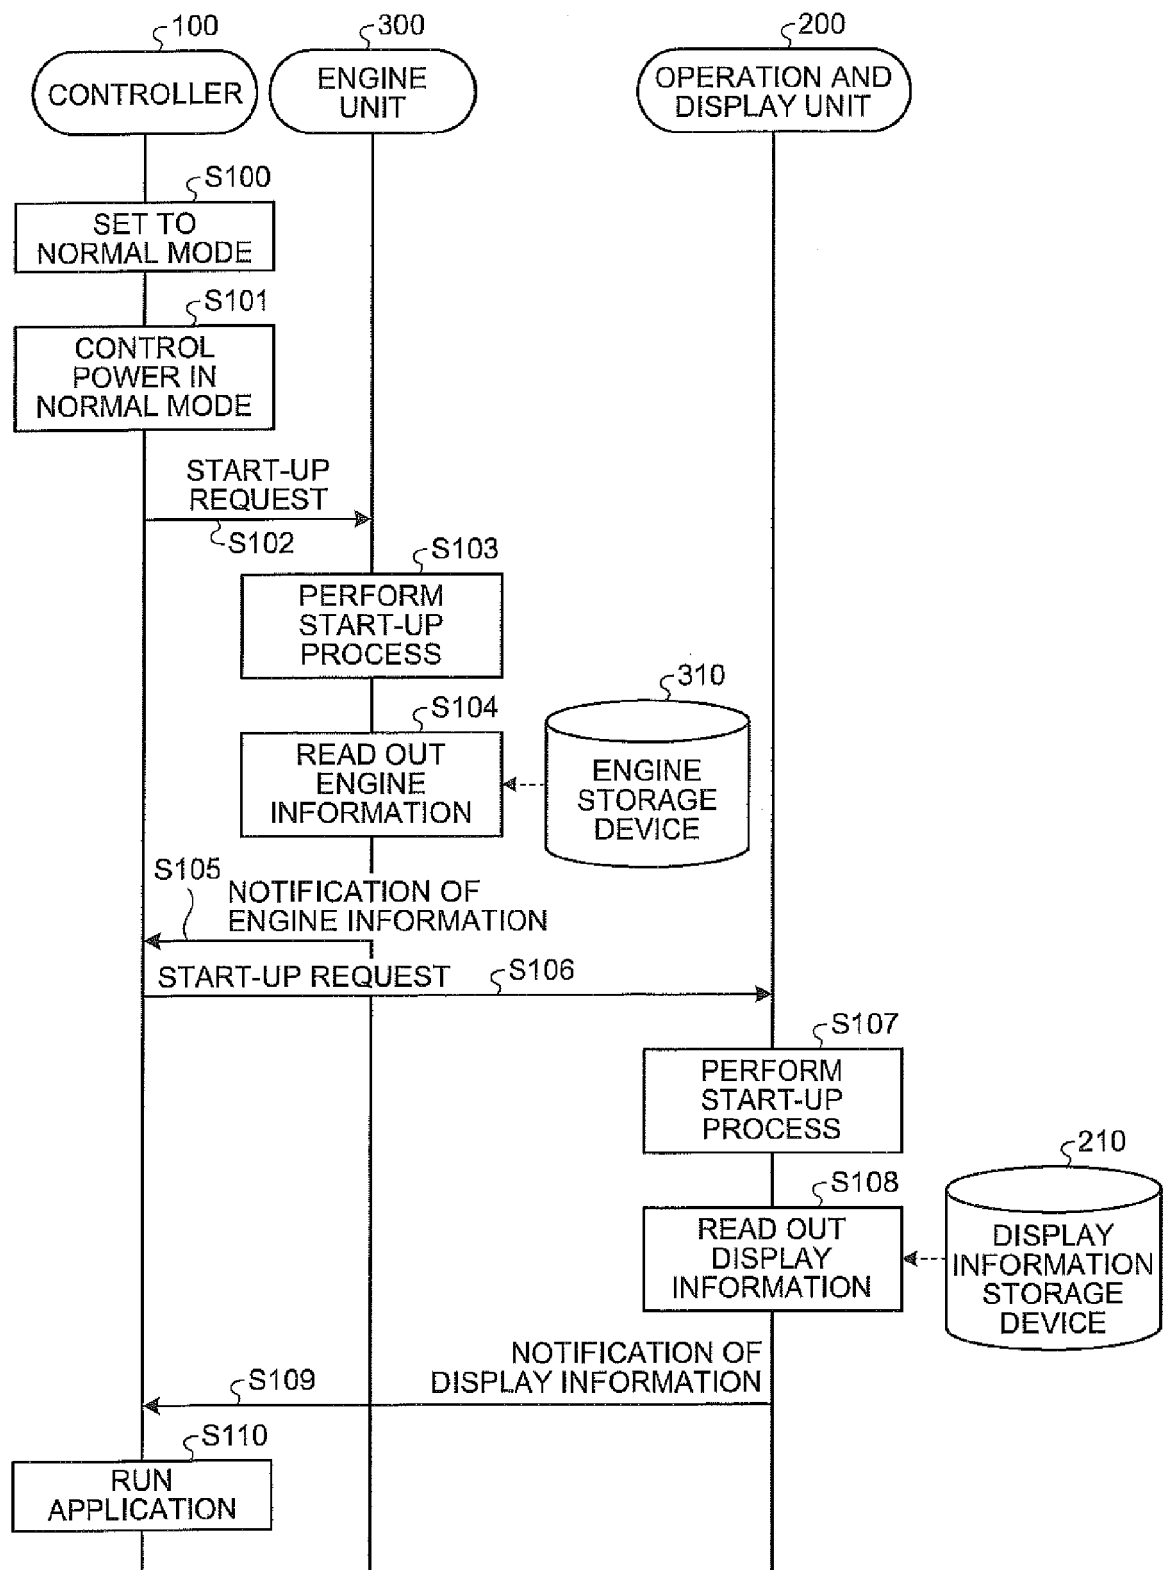 100
300
200
CONTROLLER
ENGINE
UNIT
OPERATION AND
DISPLAY UNIT
S100
SET TO
NORMAL MODE
S101
CONTROL
POWER IN
NORMAL MODE
START-UP
REQUEST
S102
S103
PERFORM
START-UP
PROCESS
310
S104
READ OUT
ENGINE
INFORMATION
ENGINE
STORAGE
DEVICE
S105
NOTIFICATION OF
ENGINE INFORMATION
START-UP REQUEST
S106
S107
PERFORM
START-UP
PROCESS
210
S108
READ OUT
DISPLAY
INFORMATION
DISPLAY
INFORMATION
STORAGE
DEVICE
NOTIFICATION OF
DISPLAY INFORMATION
S109
S110
RUN
APPLICATION